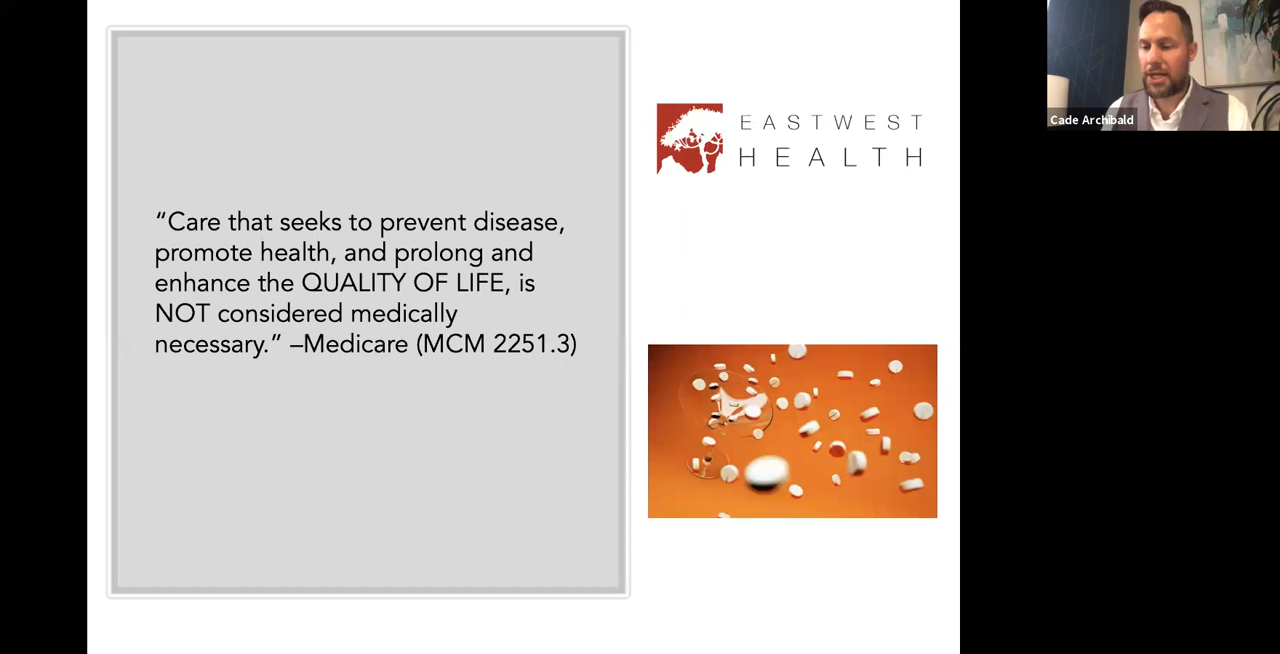 “Care that seeks to prevent disease,
promote health, and prolong and
enhance the QUALITY OF LIFE, is
NOT considered medically
necessary.” –Medicare (MCM 2251.3)
EASTWEST
HEALTH
Cade Archibald